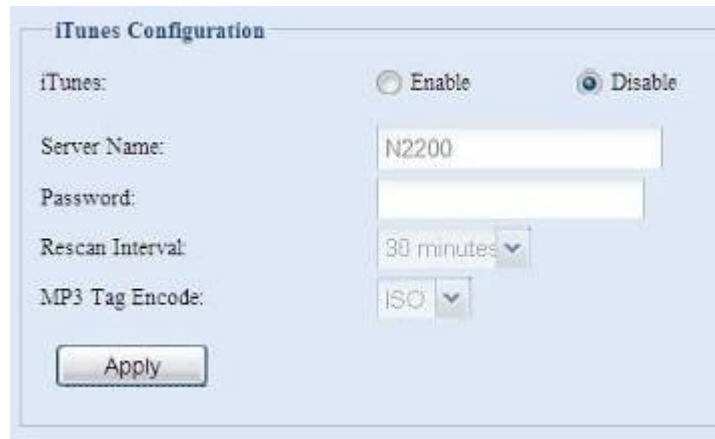 iTunes Configuration
iTunes: Enable Disable
Server Name: N2200
Password:
Rescan Interval: 30 minutes
MP3 Tag Encode: ISO
Apply